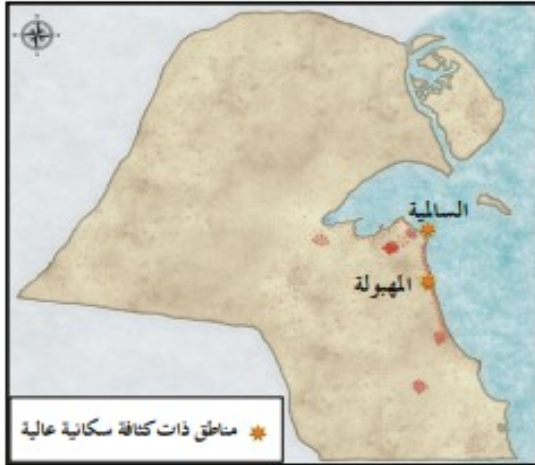 السالمية
المهبولة
مناطق ذات كثافة سكانية عالية